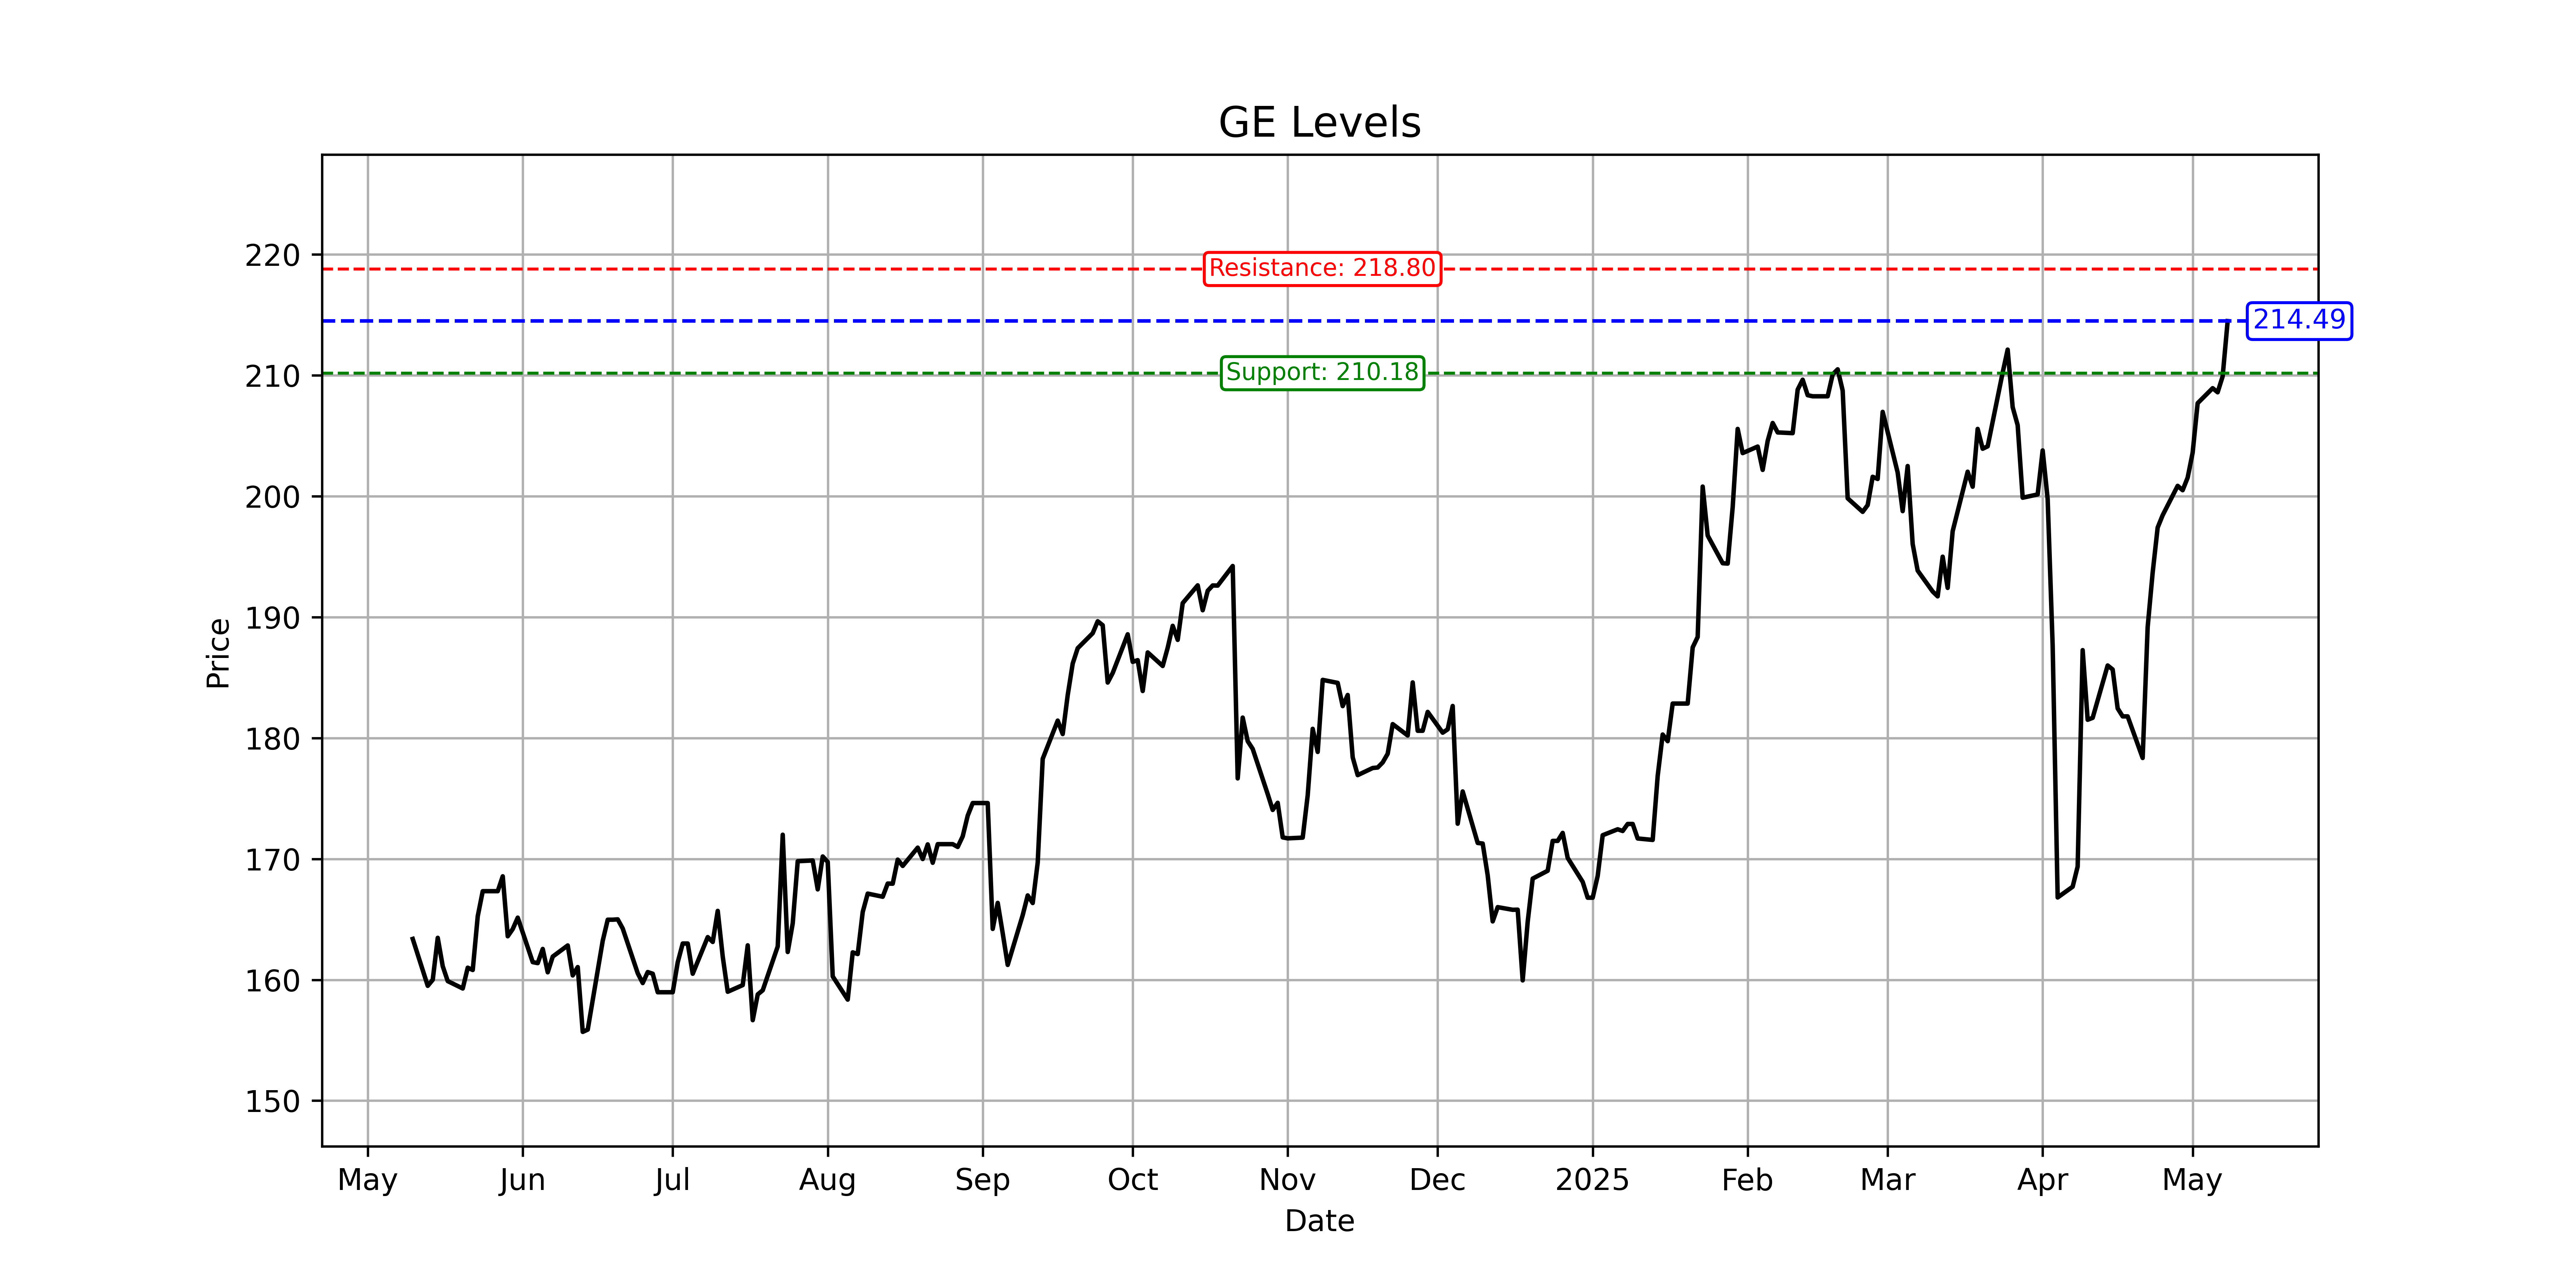 GE Levels
220
Resistance: 218.80
214.49
Support: 210.18
210
200
190
Price
180
170
160
150
May Jun Jul Aug Sep Oct Nov Dec 2025 Feb Mar Apr May
Date